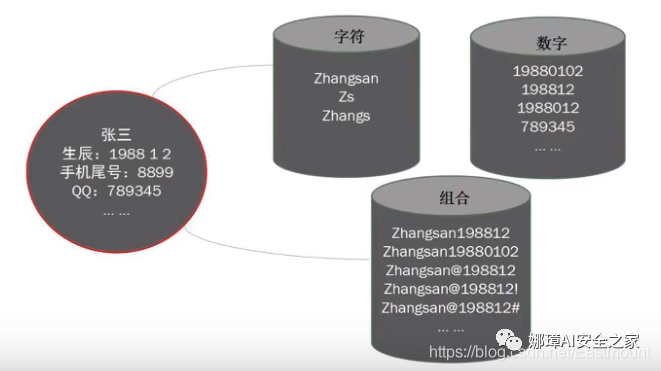 张三
生辰：1988 1 2
手机尾号：8899
QQ：789345
... ...
字符
Zhangsan
Zs
Zhangs
数字
19880102
198812
1988012
789345
... ...
组合
Zhangsan198812
Zhangsan19880102
Zhangsan@198812
Zhangsan@198812!
Zhangsan@198812#
... ...
娜璋AI安全之家
https://blog.csdn.net/Eastmount